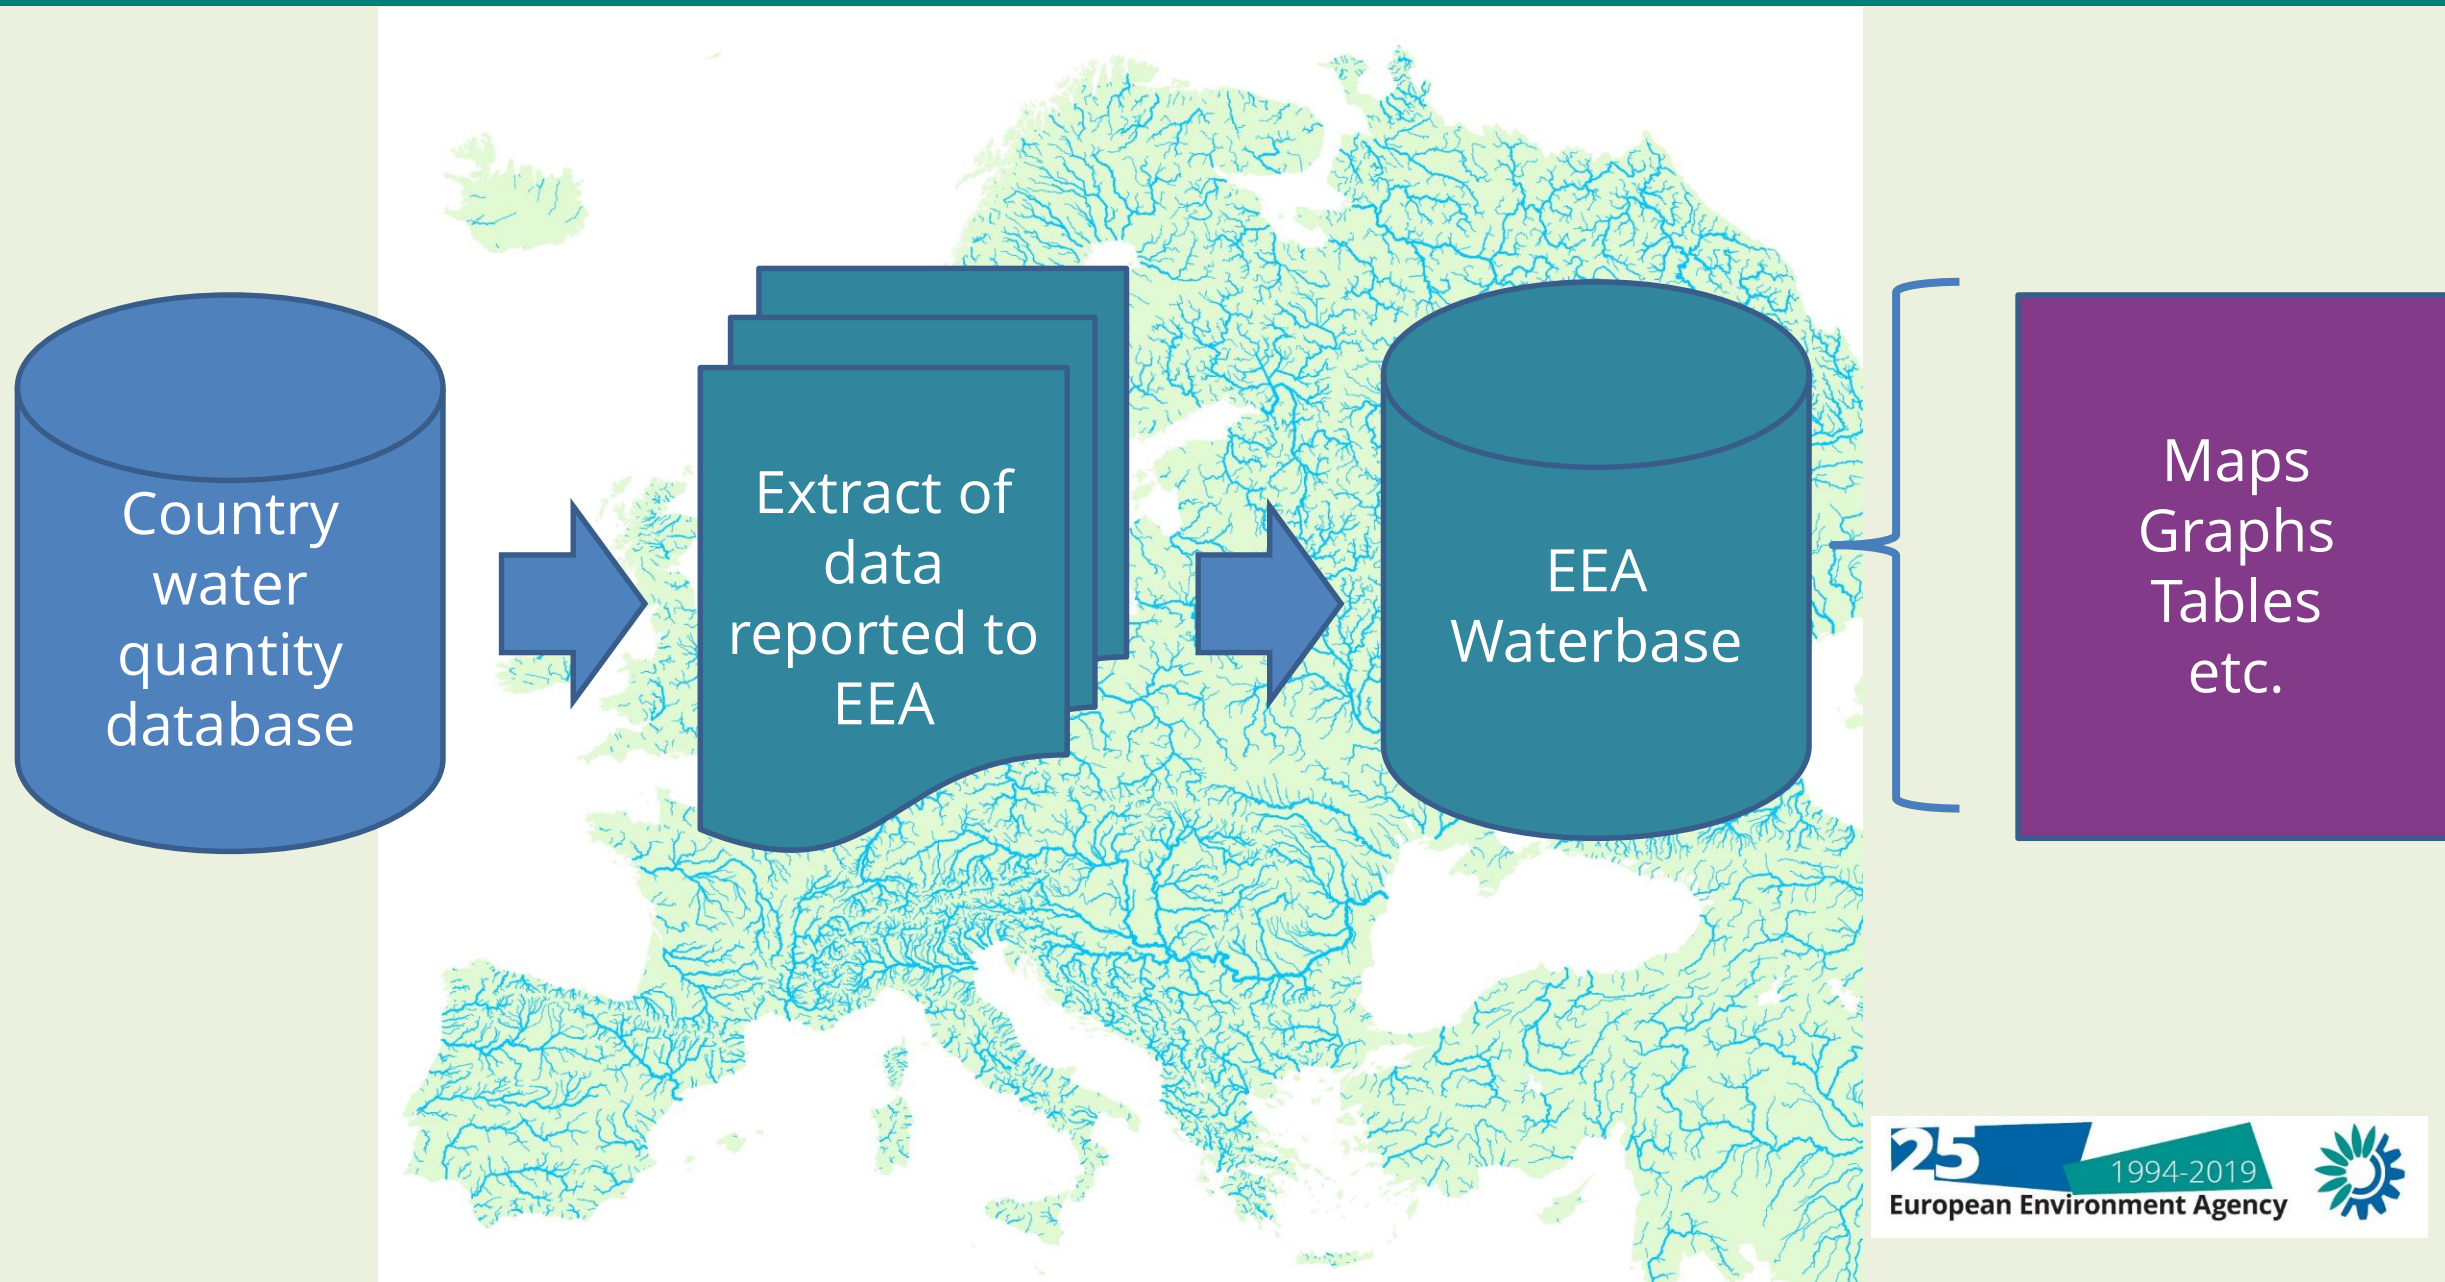 Country
water
quantity
database
Extract of
data
reported to
EEA
EEA
Waterbase
Maps
Graphs
Tables
etc.
25
1994-2019
European Environment Agency